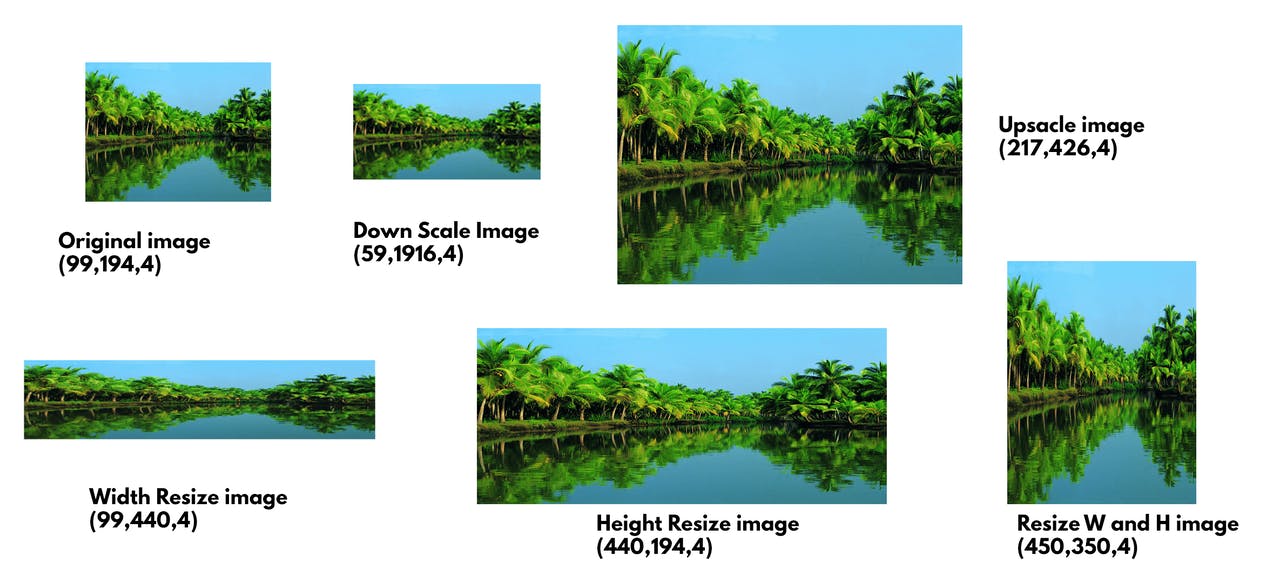 Original image
(99,194,4)
Down Scale Image
(59,1916,4)
Upsacle image
(217,426,4)
Width Resize image
(99,440,4)
Height Resize image
(440,194,4)
Resize W and H image
(450,350,4)